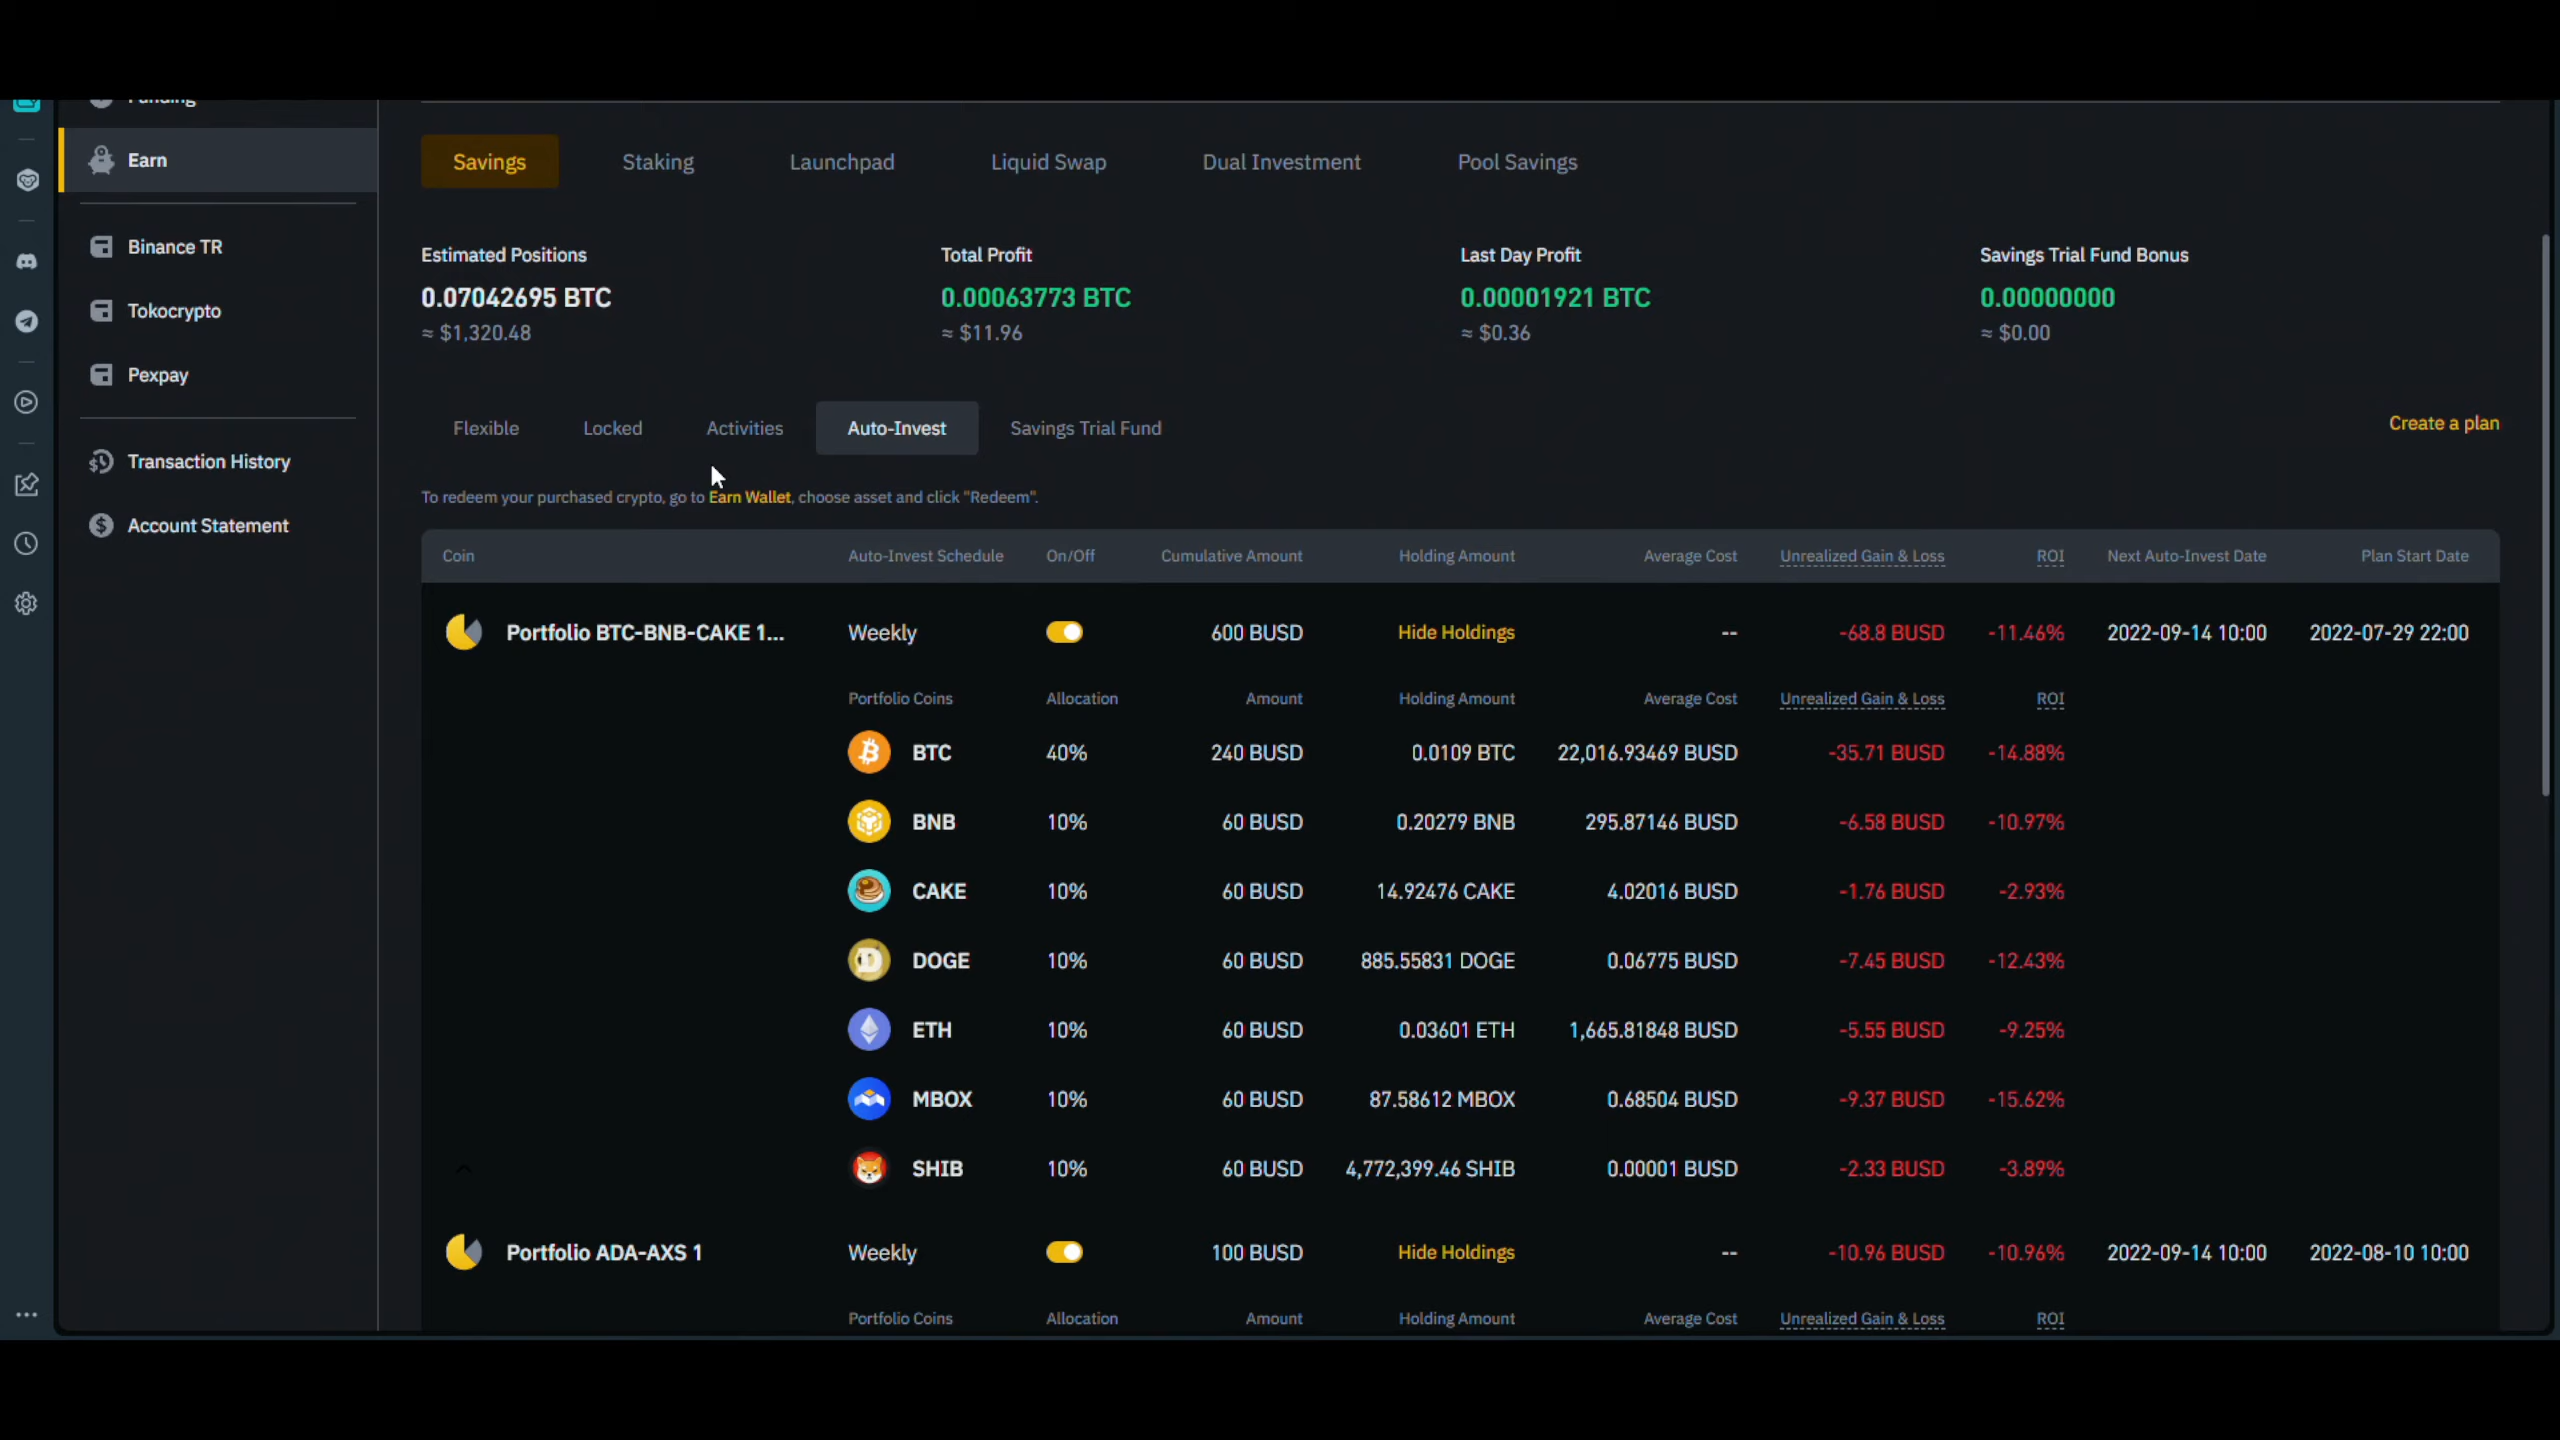 Funding
Earn
Binance TR
Tokocrypto
Pexpay
Transaction History
Account Statement
Savings Staking Launchpad Liquid Swap Dual Investment Pool Savings
Estimated Positions Total Profit Last Day Profit Savings Trial Fund Bonus
0.07042695 BTC 0.00063773 BTC 0.00001921 BTC 0.00000000
≈ $1,320.48 ≈ $11.96 ≈ $0.36 ≈ $0.00
Flexible Locked Activities Auto-Invest Savings Trial Fund Create a plan
To redeem your purchased crypto, go to Earn Wallet, choose asset and click "Redeem".
Coin Auto-Invest Schedule On/Off Cumulative Amount Holding Amount Average Cost Unrealized Gain & Loss ROI Next Auto-Invest Date Plan Start Date
Portfolio BTC-BNB-CAKE 1... Weekly 600 BUSD Hide Holdings -- -68.8 BUSD -11.46% 2022-09-14 10:00 2022-07-29 22:00
Portfolio Coins Allocation Amount Holding Amount Average Cost Unrealized Gain & Loss ROI
BTC 40% 240 BUSD 0.0109 BTC 22,016.93469 BUSD -35.71 BUSD -14.88%
BNB 10% 60 BUSD 0.20279 BNB 295.87146 BUSD -6.58 BUSD -10.97%
CAKE 10% 60 BUSD 14.92476 CAKE 4.02016 BUSD -1.76 BUSD -2.93%
DOGE 10% 60 BUSD 885.55831 DOGE 0.06775 BUSD -7.45 BUSD -12.43%
ETH 10% 60 BUSD 0.03601 ETH 1,665.81848 BUSD -5.55 BUSD -9.25%
MBOX 10% 60 BUSD 87.58612 MBOX 0.68504 BUSD -9.37 BUSD -15.62%
SHIB 10% 60 BUSD 4,772,399.46 SHIB 0.00001 BUSD -2.33 BUSD -3.89%
Portfolio ADA-AXS 1 Weekly 100 BUSD Hide Holdings -- -10.96 BUSD -10.96% 2022-09-14 10:00 2022-08-10 10:00
Portfolio Coins Allocation Amount Holding Amount Average Cost Unrealized Gain & Loss ROI